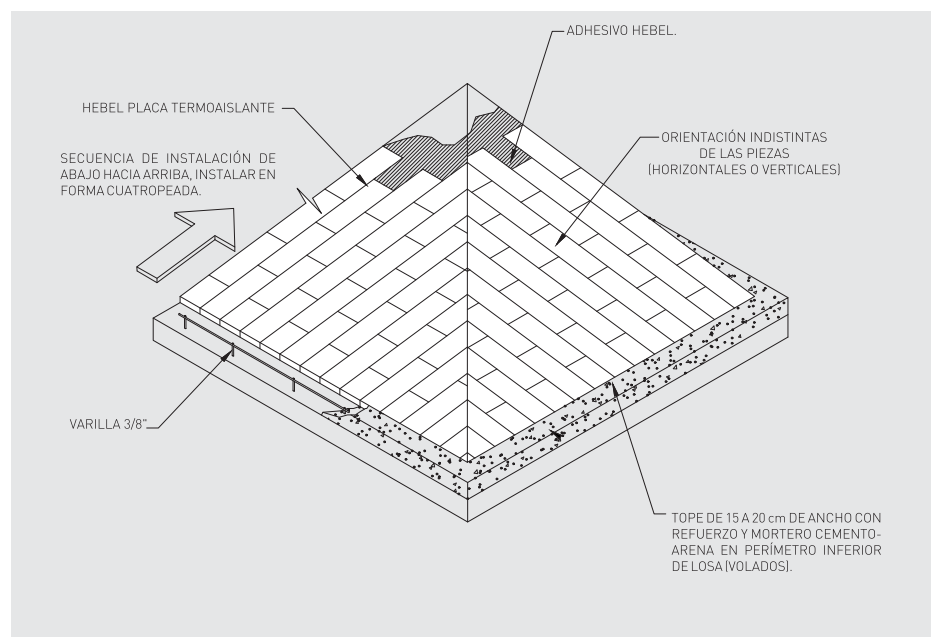 ADHESIVO HEBEL.
HEBEL PLACA TERMOAISLANTE
ORIENTACIÓN INDISTINTAS
DE LAS PIEZAS
(HORIZONTALES O VERTICALES)
SECUENCIA DE INSTALACIÓN DE
ABAJO HACIA ARRIBA, INSTALAR EN
FORMA CUATROPEADA.
VARILLA 3/8"
TOPE DE 15 A 20 cm DE ANCHO CON
REFUERZO Y MORTERO CEMENTO-
ARENA EN PERÍMETRO INFERIOR
DE LOSA (VOLADOS).